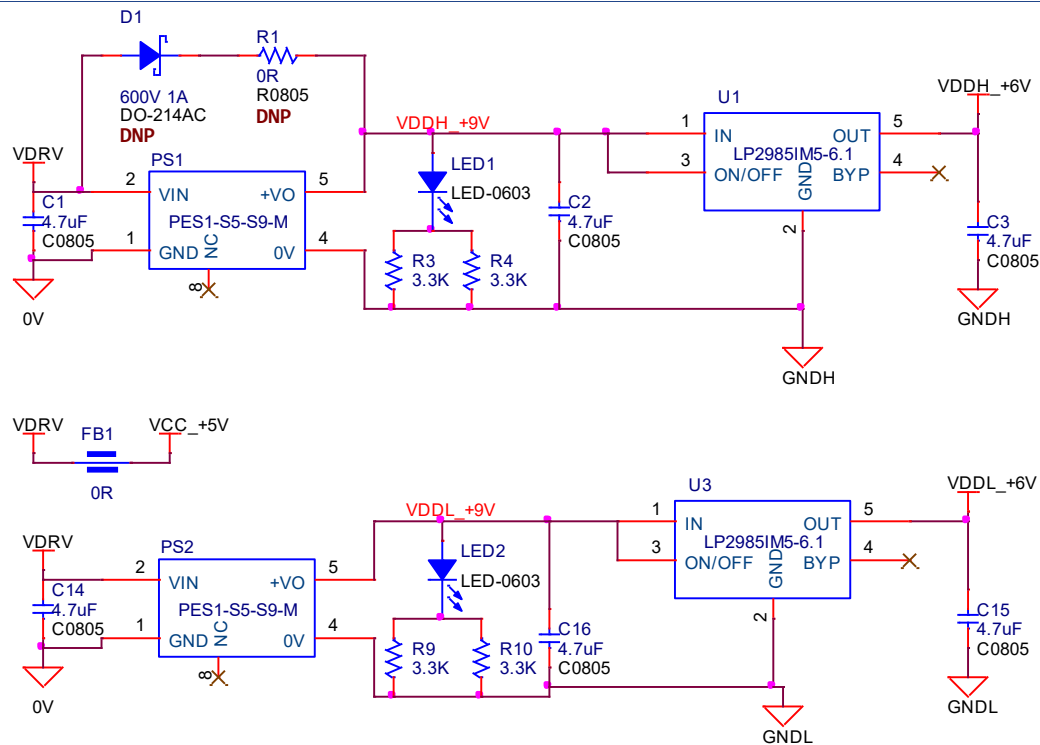 D1
R1
0R
R0805
DNP
600V 1A
DO-214AC
DNP
VDRV
PS1
2
VIN
+VO
5
PES1-S5-S9-M
1
GND
NC
0V
4
8
C1
4.7uF
C0805
0V
VDDH_+9V
LED1
LED-0603
R3
3.3K
R4
3.3K
C2
4.7uF
C0805
U1
1
IN
OUT
5
LP2985IM5-6.1
3
ON/OFF
GND
BYP
4
2
VDDH_+6V
C3
4.7uF
C0805
GNDH
GNDH
VDRV
FB1
VCC_+5V
0R
VDRV
PS2
2
VIN
+VO
5
PES1-S5-S9-M
1
GND
NC
0V
4
8
C14
4.7uF
C0805
0V
VDDL_+9V
LED2
LED-0603
R9
3.3K
R10
3.3K
C16
4.7uF
C0805
U3
1
IN
OUT
5
LP2985IM5-6.1
3
ON/OFF
GND
BYP
4
2
VDDL_+6V
C15
4.7uF
C0805
GNDL
GNDL